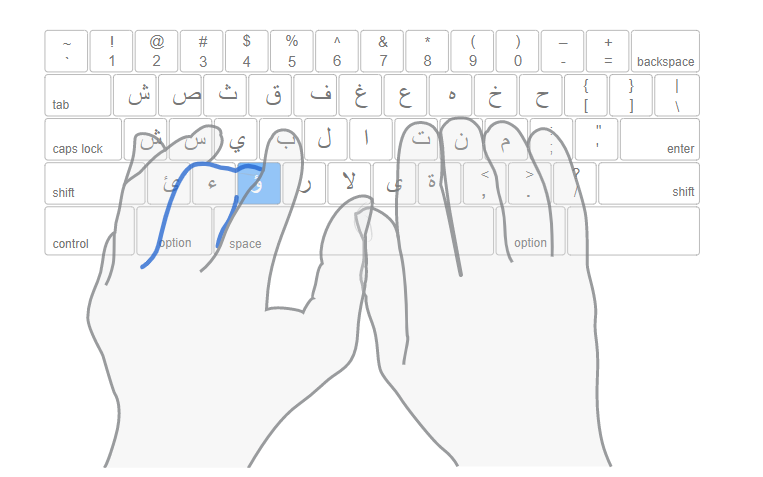 ~ ! @ # $ % ^ & * ( ) – +
` 1 2 3 4 5 6 7 8 9 0 - = backspace
tab ش ص ث ق ف غ ع ه خ ح { } |
[ ] \
caps lock ش س ي ب ل ا ت ن م : " enter
; '
shift ئ ء ؤ ر لا ى ة < > ? shift
, . /
control option space option